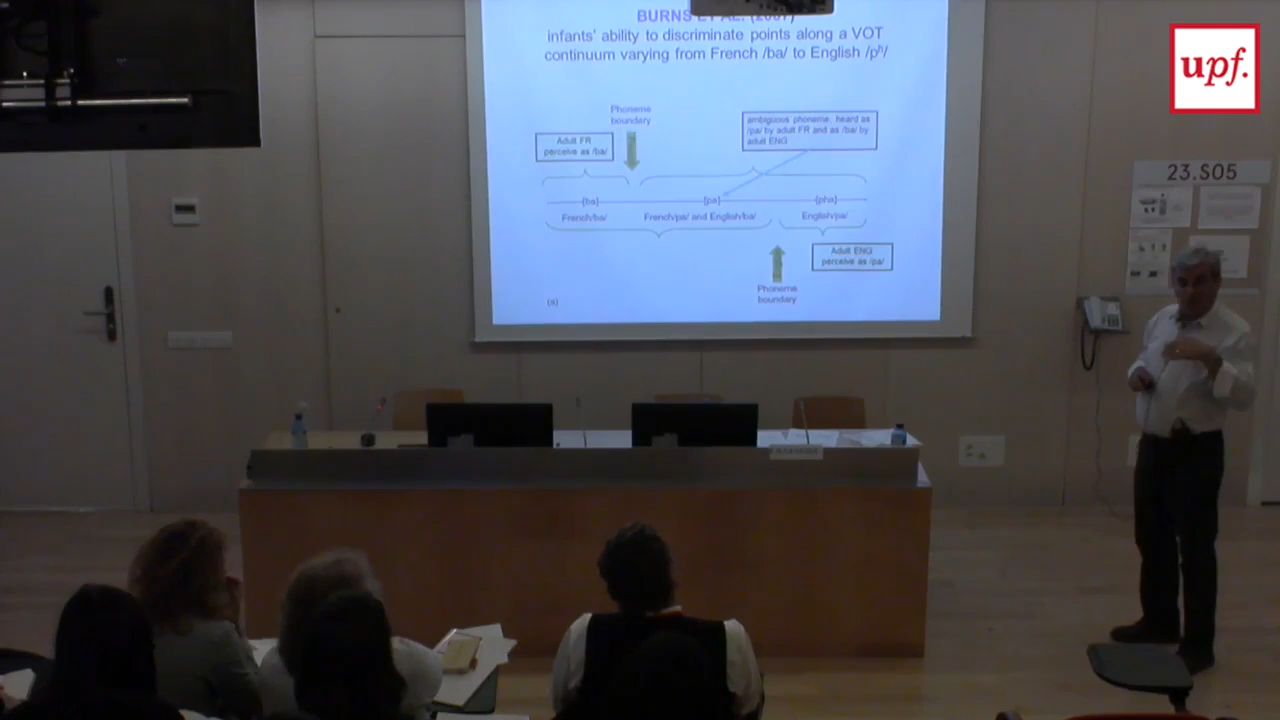 BURNS ET AL. (2007)
infants' ability to discriminate points along a VOT
continuum varying from French /ba/ to English /pʰ/
Phoneme
boundary
Adult FR
perceive as /ba/
ambiguous phoneme, heard as
/pa/ by adult FR and as /ba/ by
adult ENG
[ba]
[pa]
[pha]
French/ba/
French/pa/ and English/ba/
English/pa/
Adult ENG
perceive as /pa/
Phoneme
boundary
(a)
upf.
23.S05